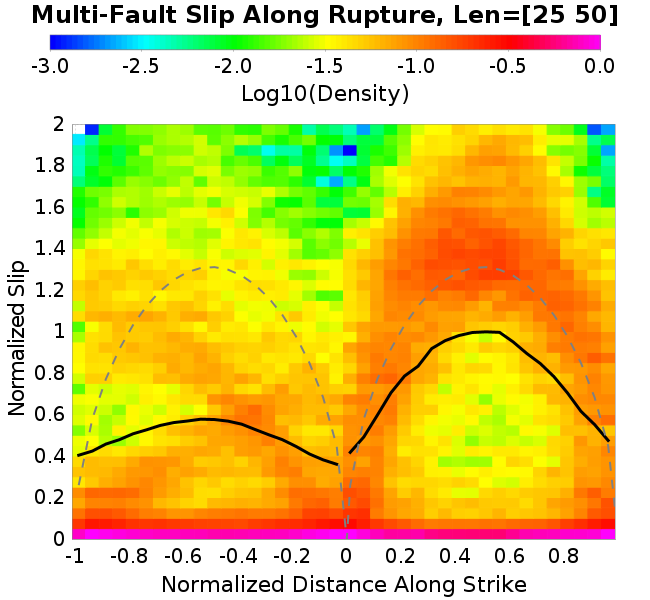 Multi-Fault Slip Along Rupture, Len=[25 50]
-3.0 -2.5 -2.0 -1.5 -1.0 -0.5 0.0
Log10(Density)
2
1.8
1.6
1.4
1.2
1
0.8
0.6
0.4
0.2
0
Normalized Slip
-1 -0.8 -0.6 -0.4 -0.2 0 0.2 0.4 0.6 0.8
Normalized Distance Along Strike